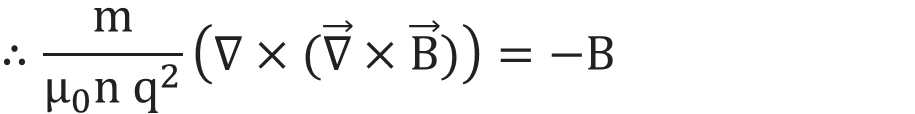 ∴ m/(μ₀n q²) (∇ × (∇⃗ × B⃗)) = −B